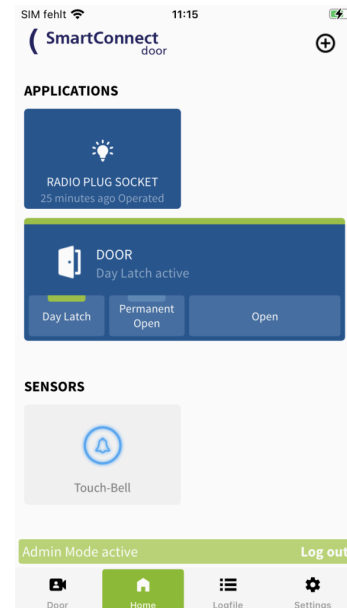 SIM fehlt 11:15
SmartConnect
door
APPLICATIONS
RADIO PLUG SOCKET
25 minutes ago Operated
DOOR
Day Latch active
Day Latch
Permanent
Open
Open
SENSORS
Touch-Bell
Admin Mode active Log out
Door Home Logfile Settings